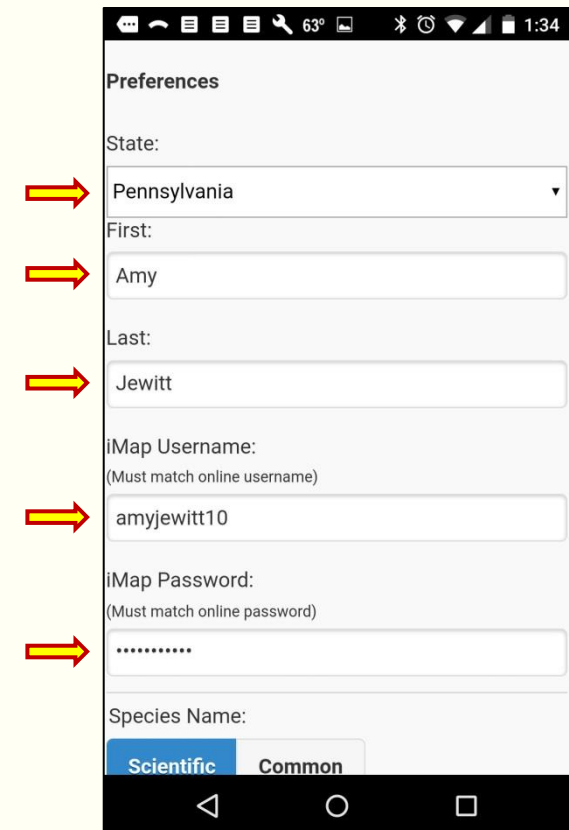 63° 1:34
Preferences
State:
Pennsylvania
First:
Amy
Last:
Jewitt
iMap Username:
(Must match online username)
amyjewitt10
iMap Password:
(Must match online password)
•••••••••••
Species Name:
Scientific Common